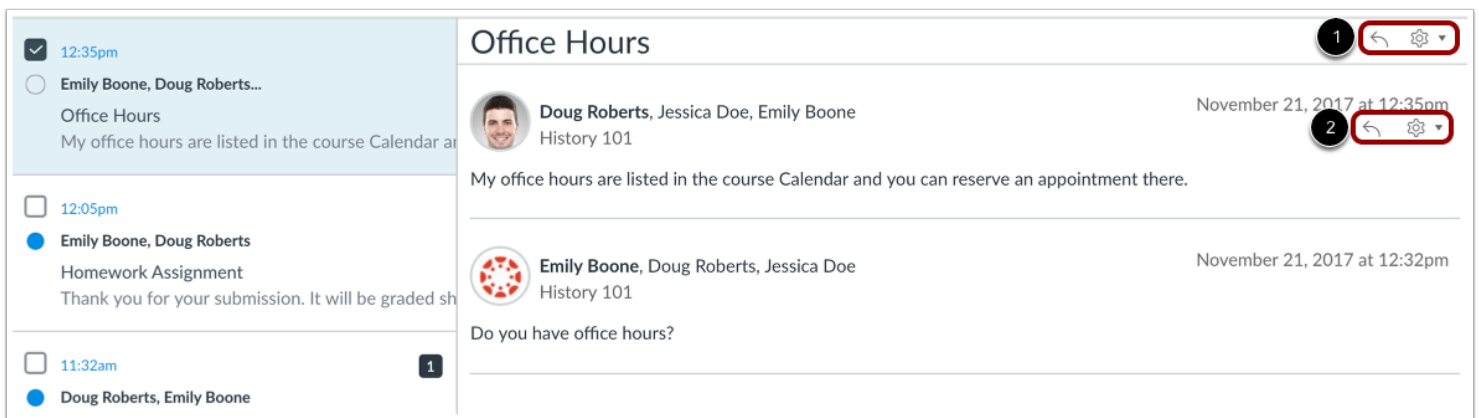 12:35pm
Emily Boone, Doug Roberts...
Office Hours
My office hours are listed in the course Calendar ar
12:05pm
Emily Boone, Doug Roberts
Homework Assignment
Thank you for your submission. It will be graded sh
11:32am 1
Doug Roberts, Emily Boone
Office Hours 1
Doug Roberts, Jessica Doe, Emily Boone November 21, 2017 at 12:35pm
History 101 2
My office hours are listed in the course Calendar and you can reserve an appointment there.
Emily Boone, Doug Roberts, Jessica Doe November 21, 2017 at 12:32pm
History 101
Do you have office hours?